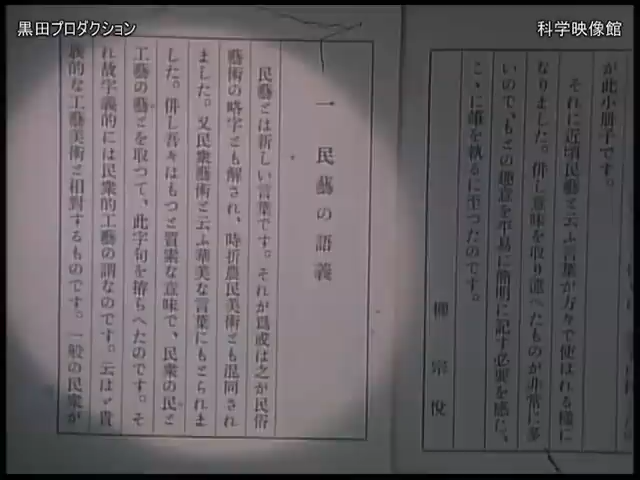 黒田プロダクション
科学映像館
が此小册子です。
それに近頃民藝と云ふ言葉が方々で使はれる樣に
なりました。併し意味を取り違へたものが非常に多
いので、もとの趣意を平易に簡明に記す必要を感じ、
こゝに筆を執るに至つたのです。
柳宗悅
一 民藝の語義
民藝とは新しい言葉です。それが爲或は之が民俗
藝術の略字とも解され、時折農民美術とも混同され
ました。又民衆藝術と云ふ華美な言葉にもとられま
した。併し吾々はもつと質素な意味で、民衆の民と
工藝の藝とを取つて、此字句を拵らへたのです。そ
れ故字義的には民衆的工藝の謂なのです。云はゞ貴
族的な工藝美術と相對するものです。一般の民衆が